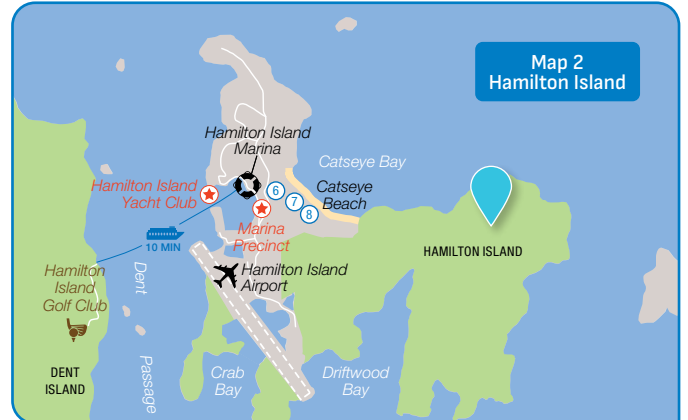 Map 2
Hamilton Island
Hamilton Island
Marina
Catseye Bay
Hamilton Island
Yacht Club
6
7
8
Catseye
Beach
Marina
Precinct
10 MIN
HAMILTON ISLAND
Hamilton Island
Airport
Hamilton
Island
Golf Club
Dent
Passage
DENT
ISLAND
Crab
Bay
Driftwood
Bay